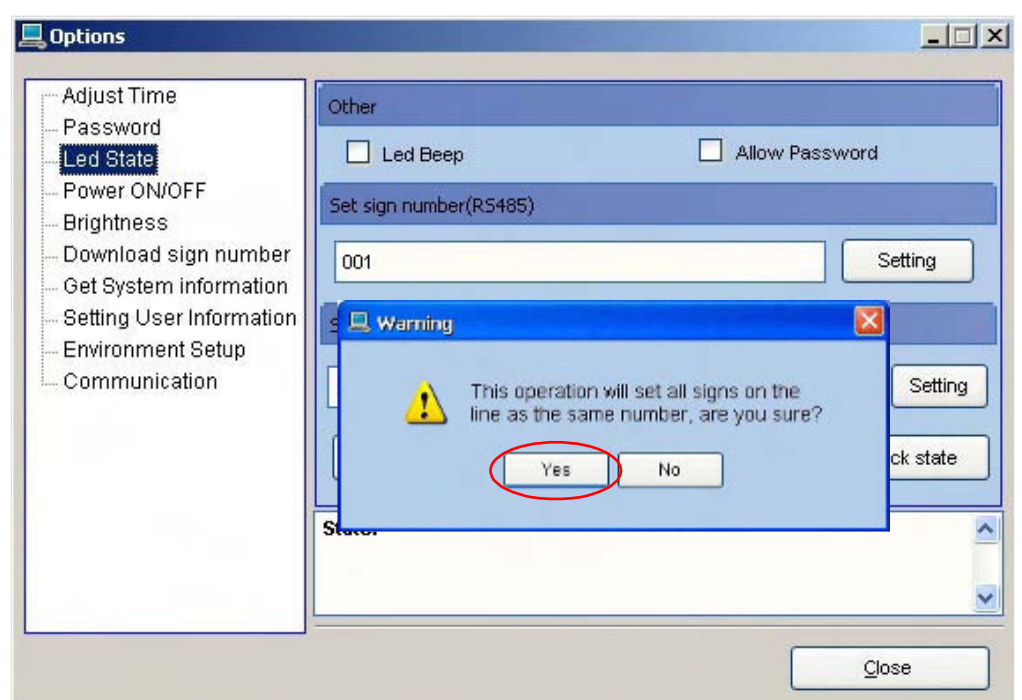 Options
Adjust Time
Password
Led State
Power ON/OFF
Brightness
Download sign number
Get System information
Setting User Information
Environment Setup
Communication
Other
Led Beep
Allow Password
Set sign number(RS485)
001
Setting
Warning
This operation will set all signs on the
line as the same number, are you sure?
Yes
No
Setting
ck state
Close